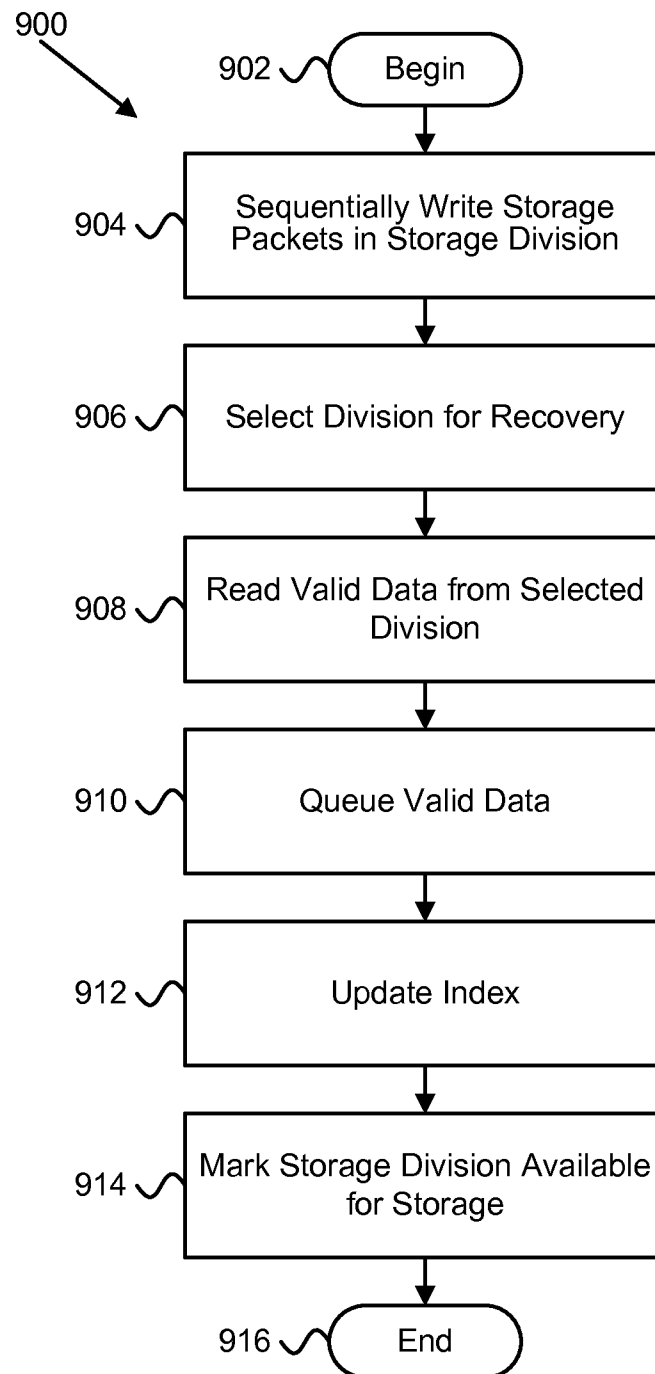 900
902
Begin
904
Sequentially Write Storage
Packets in Storage Division
906
Select Division for Recovery
908
Read Valid Data from Selected
Division
910
Queue Valid Data
912
Update Index
914
Mark Storage Division Available
for Storage
916
End